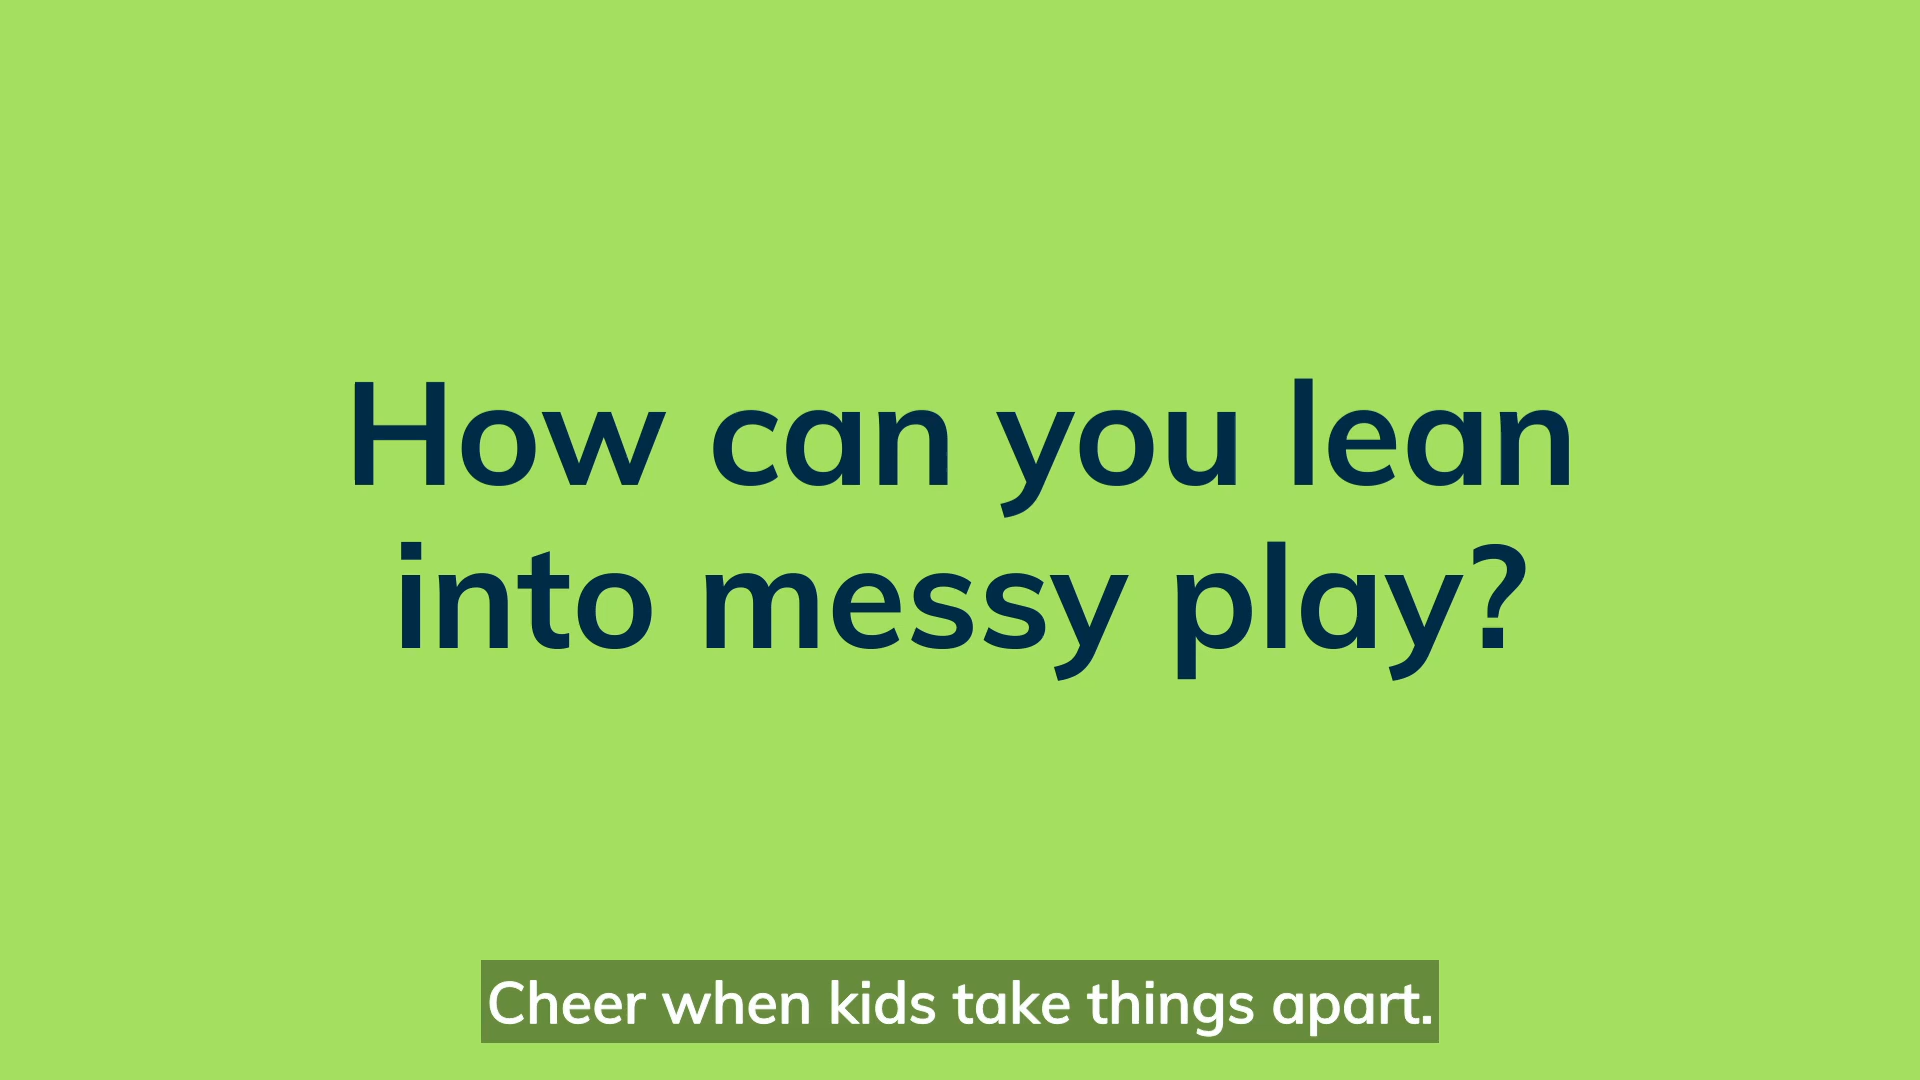 How can you lean
into messy play?
Cheer when kids take things apart.